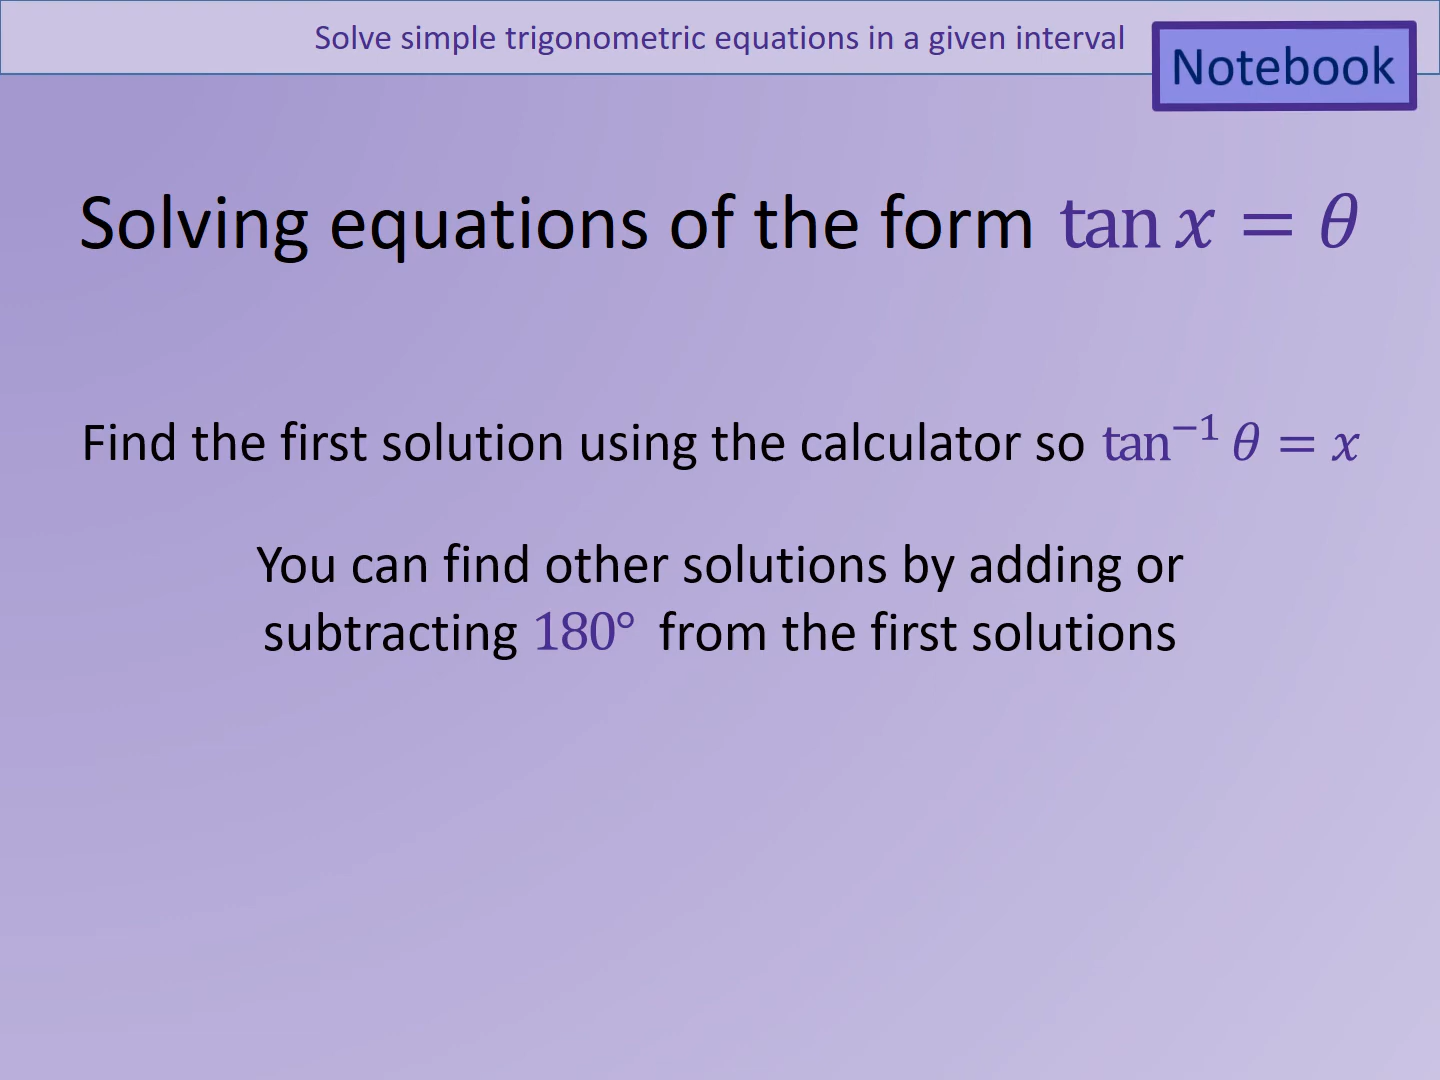 Solve simple trigonometric equations in a given interval
Notebook
Solving equations of the form tan 𝑥 = 𝜃
Find the first solution using the calculator so tan⁻¹ 𝜃 = 𝑥
You can find other solutions by adding or
subtracting 180° from the first solutions